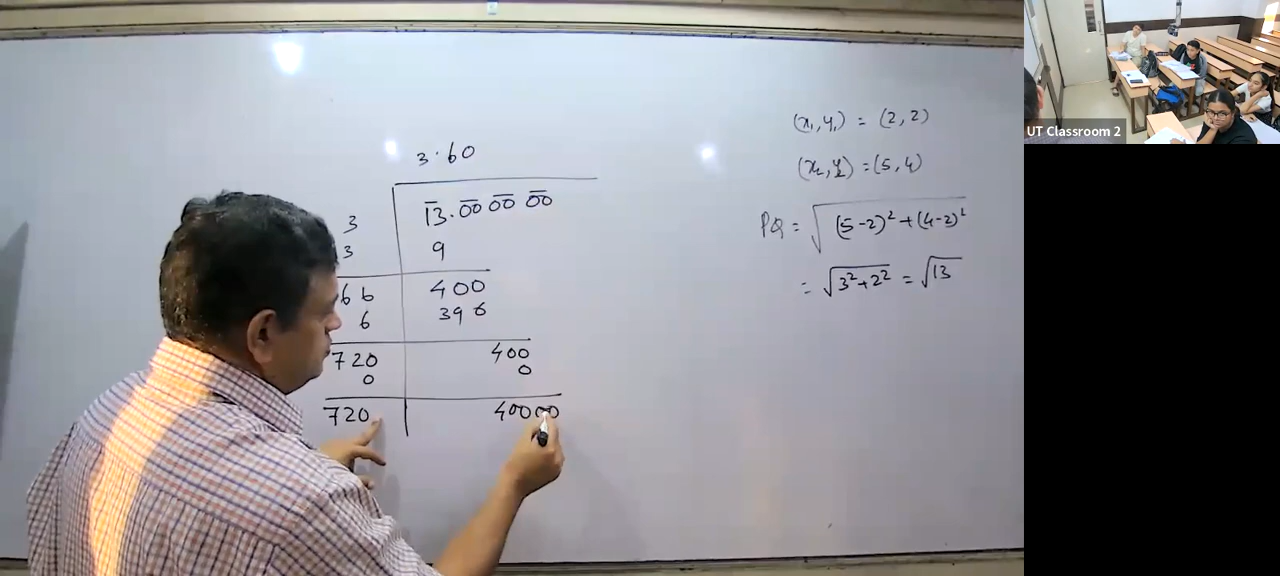 3.60
3 13.00 00 00
3 9
66 400
6 396
720 400
0 0
720 40000
(x₁,y₁) = (2,2)
(x₂,y₂) = (5,4)
PQ = √(5-2)² + (4-2)²
= √3²+2² = √13
UT Classroom 2